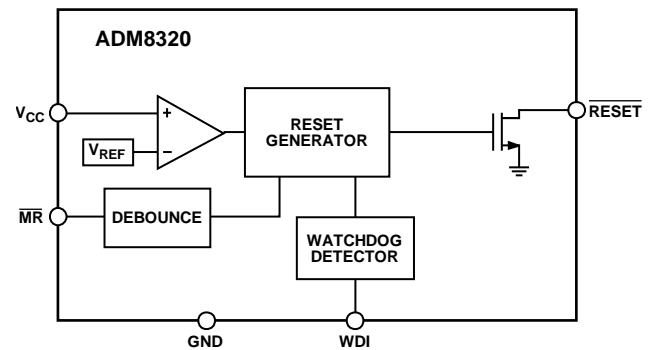 ADM8320
VCC
+
VREF
−
RESET
GENERATOR
RESET
MR
DEBOUNCE
WATCHDOG
DETECTOR
GND
WDI